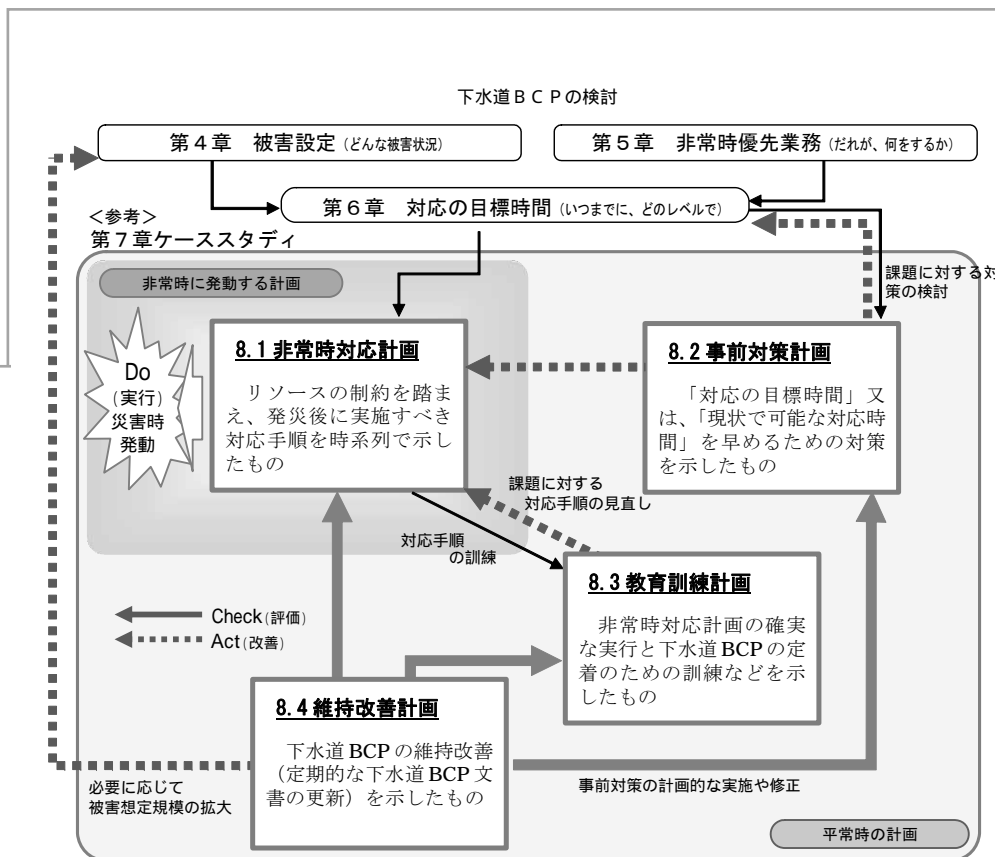 下水道ＢＣＰの検討
第４章　被害設定（どんな被害状況）
第５章　非常時優先業務（だれが、何をするか）
第６章　対応の目標時間（いつまでに、どのレベルで）
＜参考＞
第７章ケーススタディ
課題に対する対
策の検討
非常時に発動する計画
Do
（実行）
災害時
発動
8.1 非常時対応計画
リソースの制約を踏ま
え、発災後に実施すべき
対応手順を時系列で示し
たもの
8.2 事前対策計画
「対応の目標時間」又
は、「現状で可能な対応時
間」を早めるための対策
を示したもの
課題に対する
対応手順の見直し
対応手順
の訓練
8.3 教育訓練計画
非常時対応計画の確実
な実行と下水道 BCP の定
着のための訓練などを示
したもの
Check（評価）
Act（改善）
8.4 維持改善計画
下水道 BCP の維持改善
（定期的な下水道 BCP 文
書の更新）を示したもの
必要に応じて
被害想定規模の拡大
事前対策の計画的な実施や修正
平常時の計画